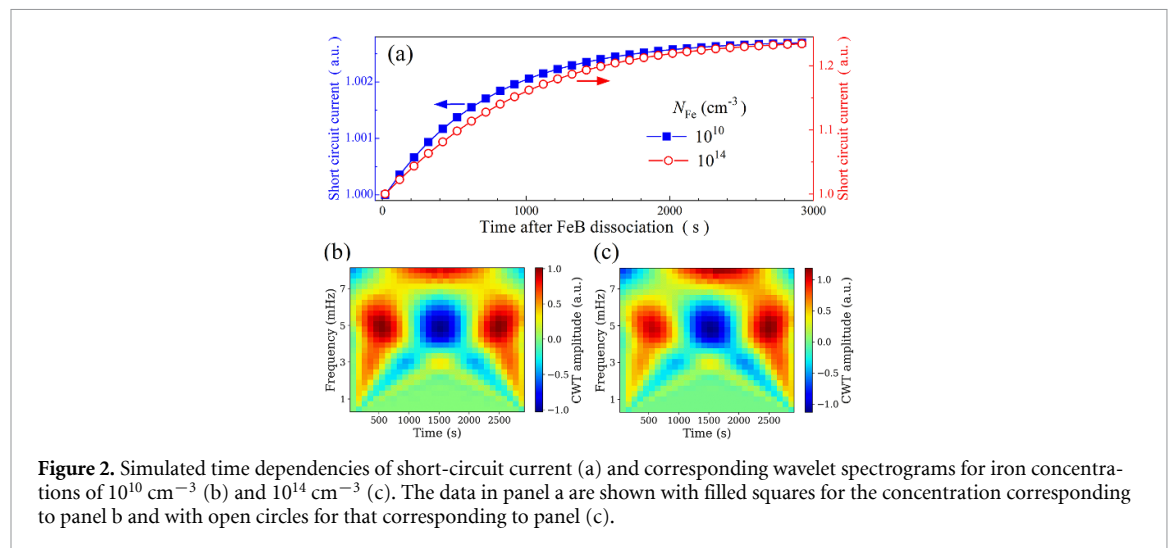 (a)
Short circuit current ( a.u. )
1.002
1.001
1.000
Short circuit current ( a.u. )
1.2
1.1
1.0
N_Fe (cm^-3)
10^10
10^14
0
1000
2000
3000
Time after FeB dissociation ( s )
(b)
Frequency (mHz)
7
5
3
1
500 1000 1500 2000 2500
Time (s)
1.0
0.5
0.0
−0.5
−1.0
CWT amplitude (a.u.)
(c)
Frequency (mHz)
7
5
3
1
500 1000 1500 2000 2500
Time (s)
1.0
0.5
0.0
−0.5
−1.0
CWT amplitude (a.u.)
Figure 2. Simulated time dependencies of short-circuit current (a) and corresponding wavelet spectrograms for iron concentra-
tions of 10^10 cm^−3 (b) and 10^14 cm^−3 (c). The data in panel a are shown with filled squares for the concentration corresponding
to panel b and with open circles for that corresponding to panel (c).